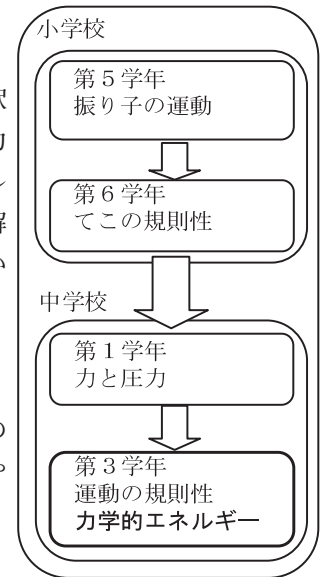 小学校
第５学年
振り子の運動
第６学年
てこの規則性
中学校
第１学年
力と圧力
第３学年
運動の規則性
力学的エネルギー